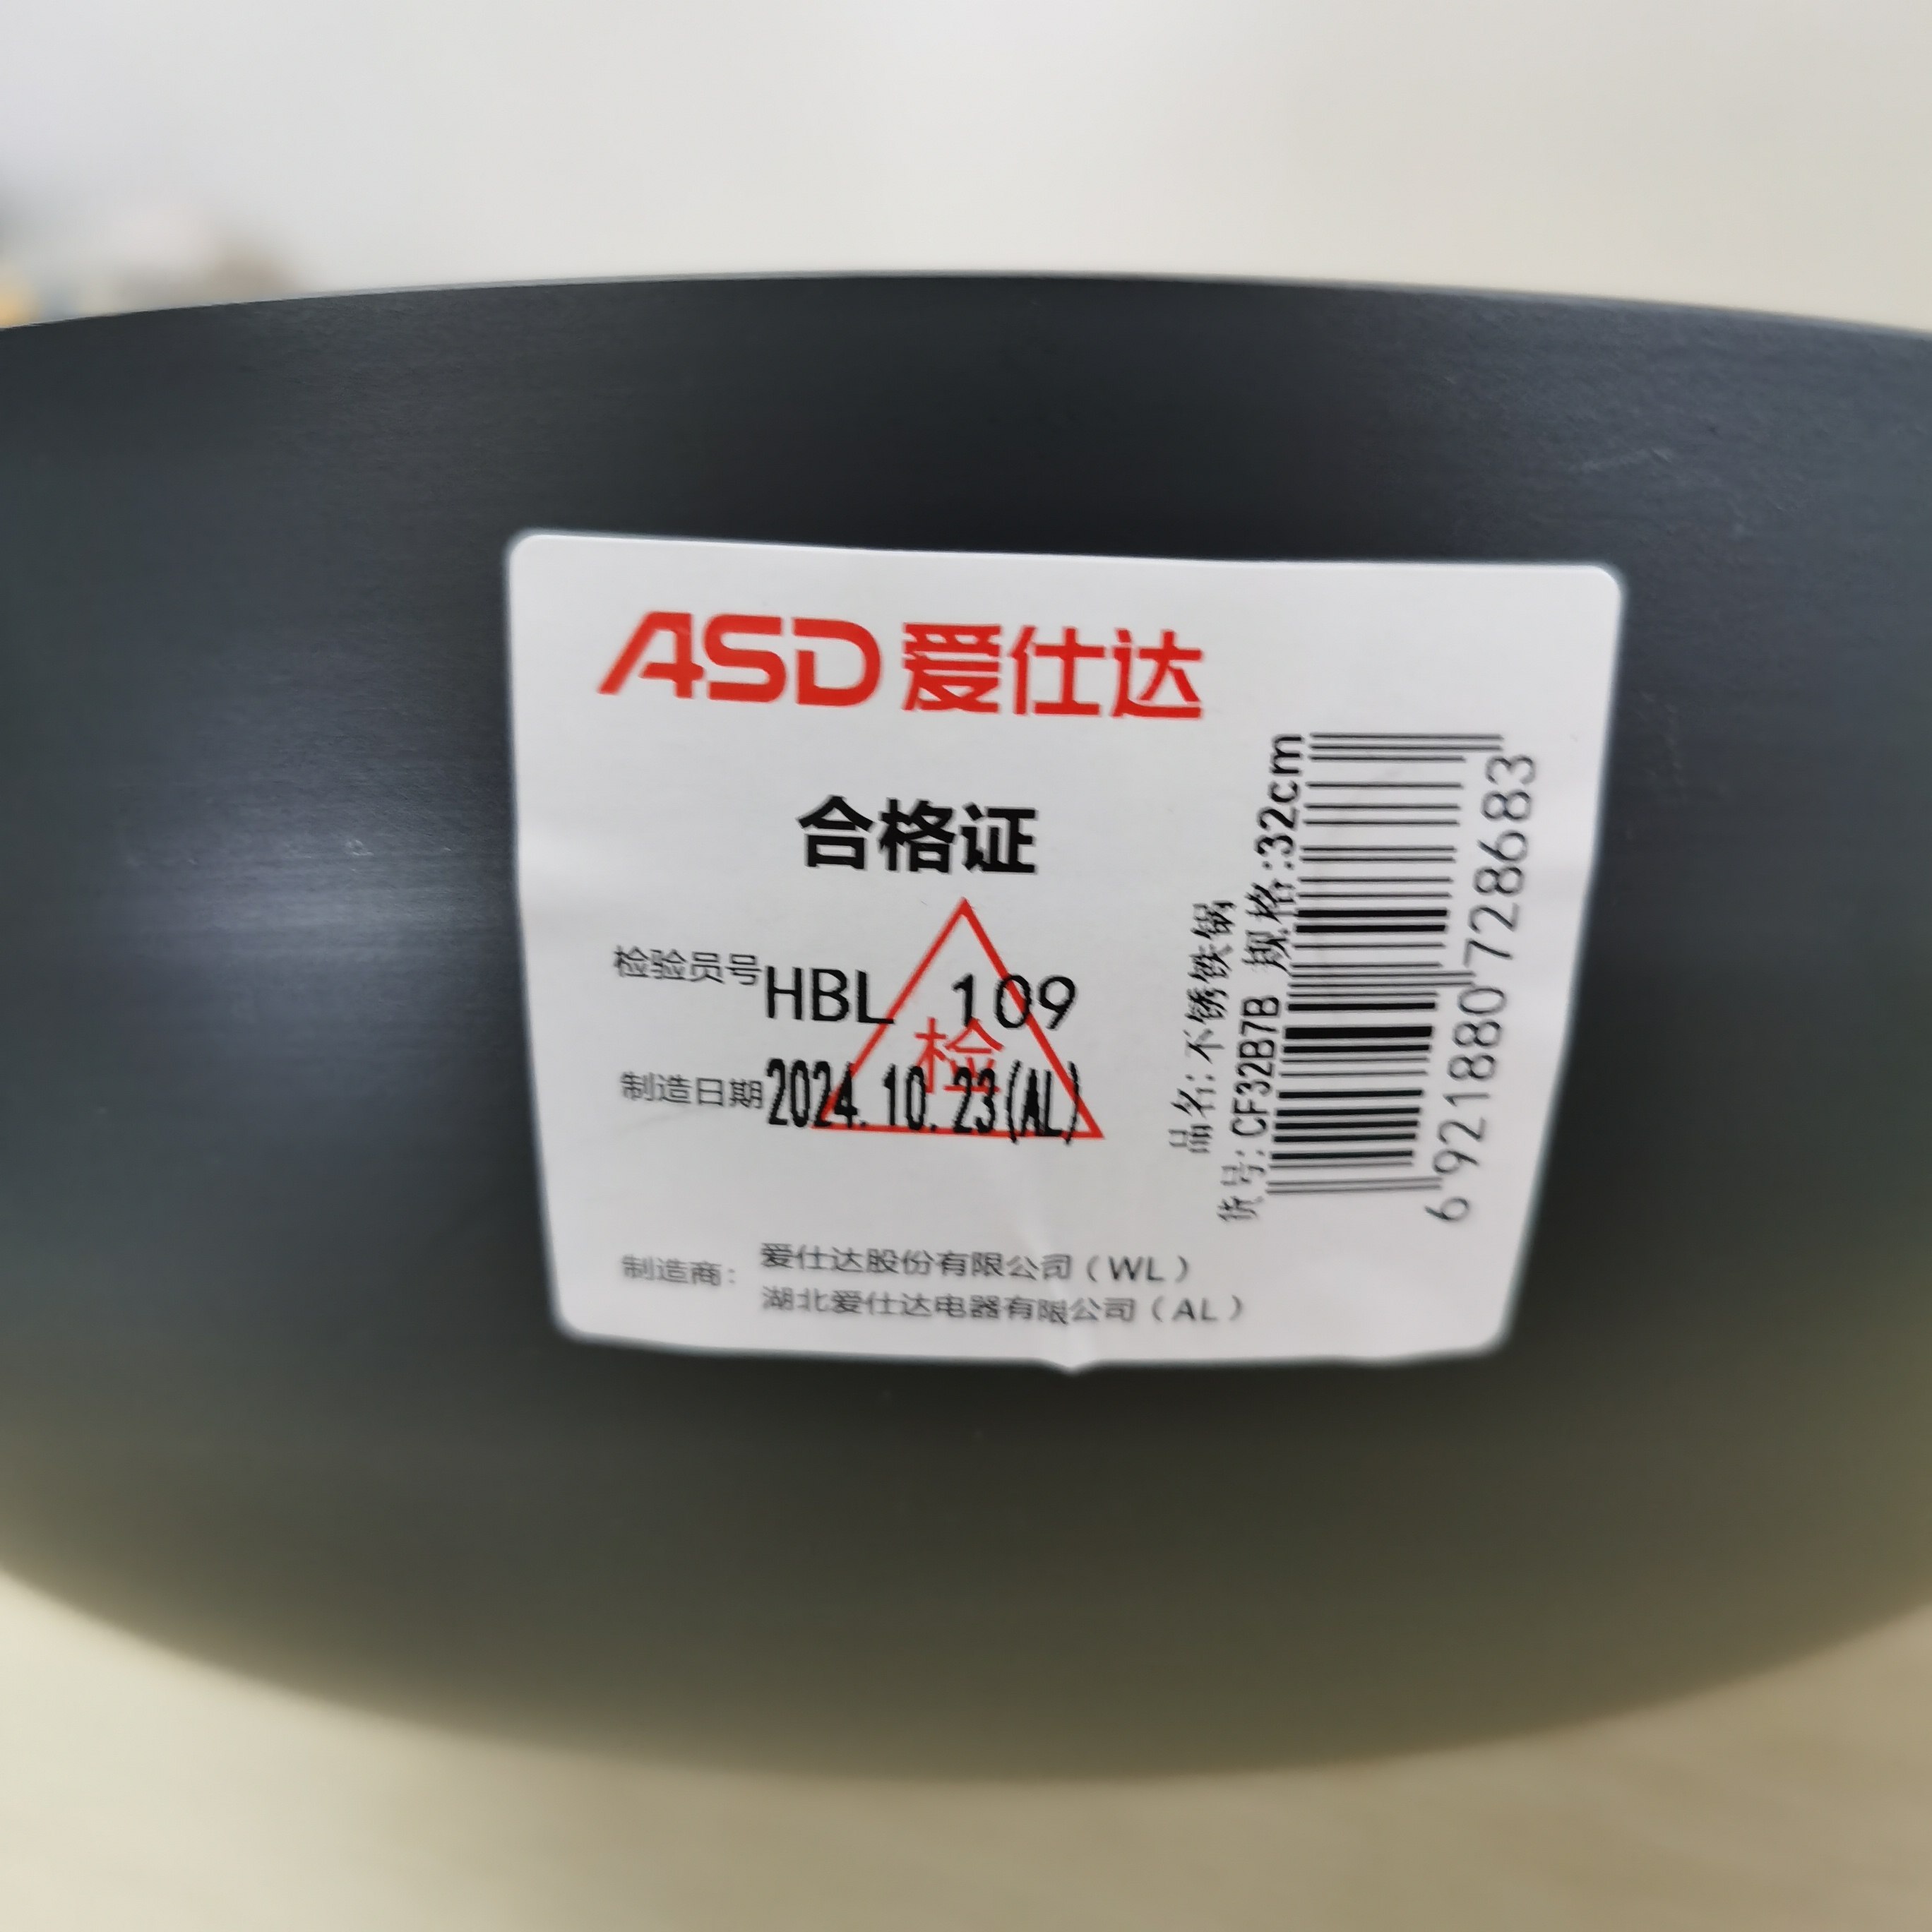 ASD 爱仕达
合格证
检验员号 HBL 109
检
制造日期 2024.10.23(AL)
制造商: 爱仕达股份有限公司(WL)
湖北爱仕达电器有限公司(AL)
品名: 不锈铁锅
货号: CF32B7B 规格:32cm
6 921880 728683